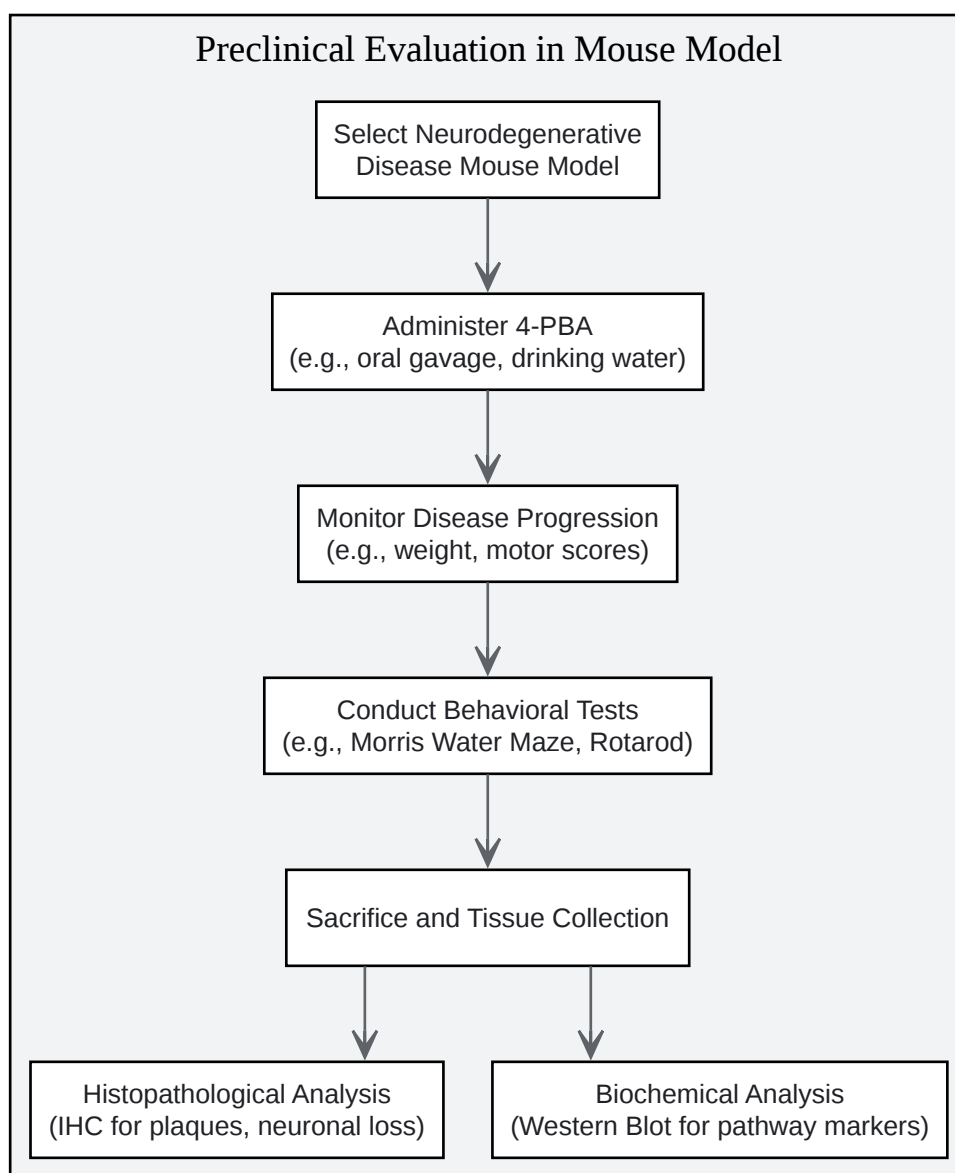 Preclinical Evaluation in Mouse Model
Select Neurodegenerative
Disease Mouse Model
Administer 4-PBA
(e.g., oral gavage, drinking water)
Monitor Disease Progression
(e.g., weight, motor scores)
Conduct Behavioral Tests
(e.g., Morris Water Maze, Rotarod)
Sacrifice and Tissue Collection
Histopathological Analysis
(IHC for plaques, neuronal loss)
Biochemical Analysis
(Western Blot for pathway markers)